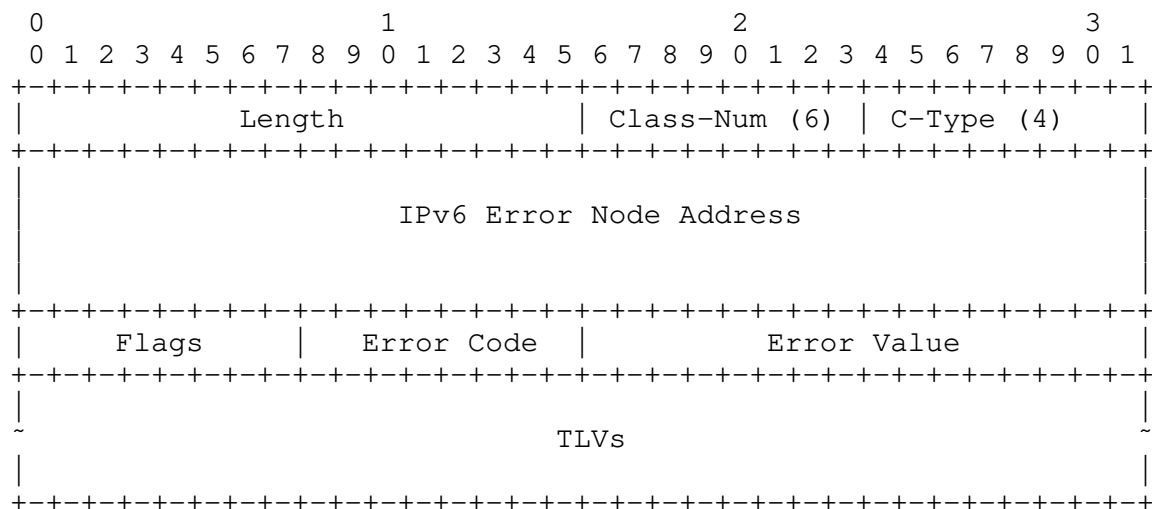 0                   1                   2                   3
0 1 2 3 4 5 6 7 8 9 0 1 2 3 4 5 6 7 8 9 0 1 2 3 4 5 6 7 8 9 0 1
+-+-+-+-+-+-+-+-+-+-+-+-+-+-+-+-+-+-+-+-+-+-+-+-+-+-+-+-+-+-+-+-+
|            Length             | Class-Num (6) | C-Type (4)    |
+-+-+-+-+-+-+-+-+-+-+-+-+-+-+-+-+-+-+-+-+-+-+-+-+-+-+-+-+-+-+-+-+
|                                                               |
|                    IPv6 Error Node Address                    |
|                                                               |
|                                                               |
+-+-+-+-+-+-+-+-+-+-+-+-+-+-+-+-+-+-+-+-+-+-+-+-+-+-+-+-+-+-+-+-+
|     Flags     |   Error Code  |          Error Value          |
+-+-+-+-+-+-+-+-+-+-+-+-+-+-+-+-+-+-+-+-+-+-+-+-+-+-+-+-+-+-+-+-+
|                                                               |
~                              TLVs                             ~
|                                                               |
+-+-+-+-+-+-+-+-+-+-+-+-+-+-+-+-+-+-+-+-+-+-+-+-+-+-+-+-+-+-+-+-+